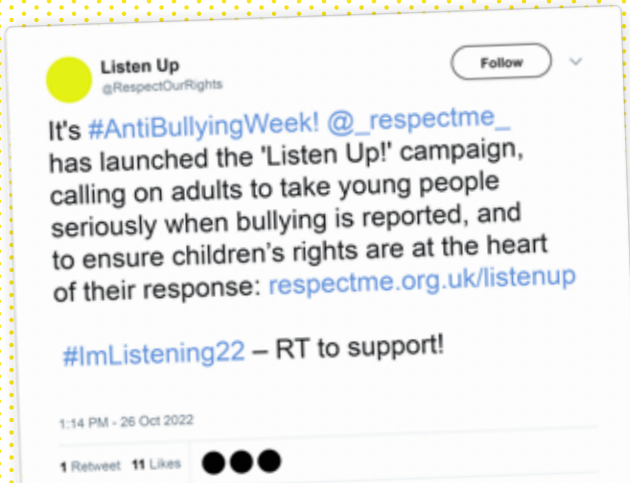 Listen Up
@RespectOurRights
Follow
It's #AntiBullyingWeek! @_respectme_
has launched the 'Listen Up!' campaign,
calling on adults to take young people
seriously when bullying is reported, and
to ensure children’s rights are at the heart
of their response: respectme.org.uk/listenup
#ImListening22 – RT to support!
1:14 PM - 26 Oct 2022
1 Retweet 11 Likes